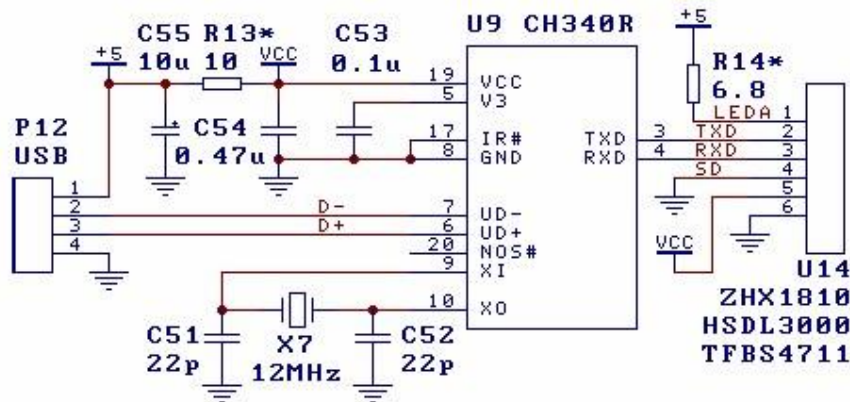 U9 CH340R
+5
C55 R13* VCC C53
10u 10 0.1u
+5
R14*
6.8
19 VCC
5 V3
LEDA 1
P12
USB
C54
0.47u
17 IR#
8 GND
TXD 3 TXD 2
RXD 4 RXD 3
SD 4
5
6
1
2 D- 7 UD-
3 D+ 6 UD+
4
20 NOS#
9 XI
VCC
10 XO
U14
ZHX1810
HSDL3000
TFBS4711
C51
22p
X7
12MHz
C52
22p